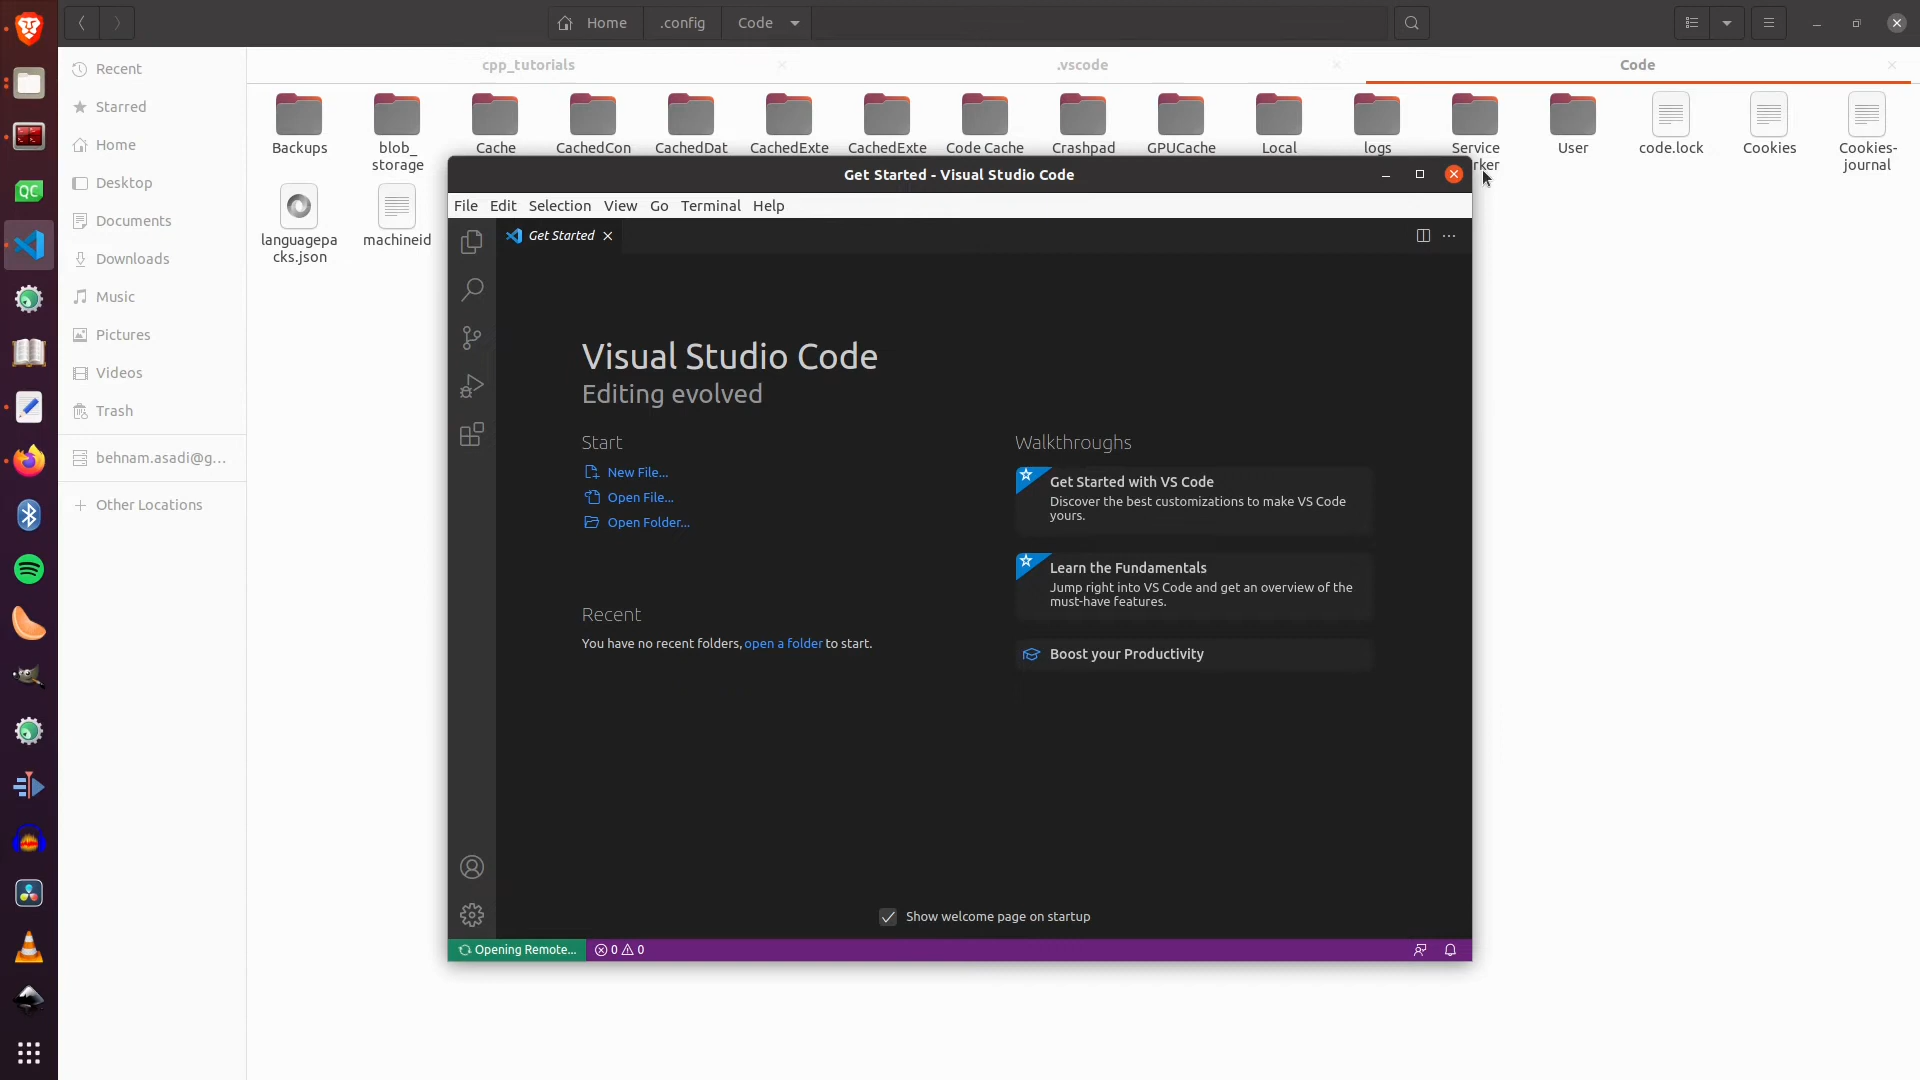 Home
.config
Code
Recent
Starred
Home
Desktop
Documents
Downloads
Music
Pictures
Videos
Trash
behnam.asadi@g...
Other Locations
cpp_tutorials
.vscode
Code
Backups
blob_
storage
Cache
CachedCon
CachedDat
CachedExte
CachedExte
Code Cache
Crashpad
GPUCache
Local
logs
Service
rker
User
code.lock
Cookies
Cookies-
journal
languagepa
cks.json
machineid
QC
Get Started - Visual Studio Code
File Edit Selection View Go Terminal Help
Get Started
Visual Studio Code
Editing evolved
Start
New File...
Open File...
Open Folder...
Recent
You have no recent folders, open a folder to start.
Walkthroughs
Get Started with VS Code
Discover the best customizations to make VS Code
yours.
Learn the Fundamentals
Jump right into VS Code and get an overview of the
must-have features.
Boost your Productivity
Show welcome page on startup
Opening Remote...
0 0